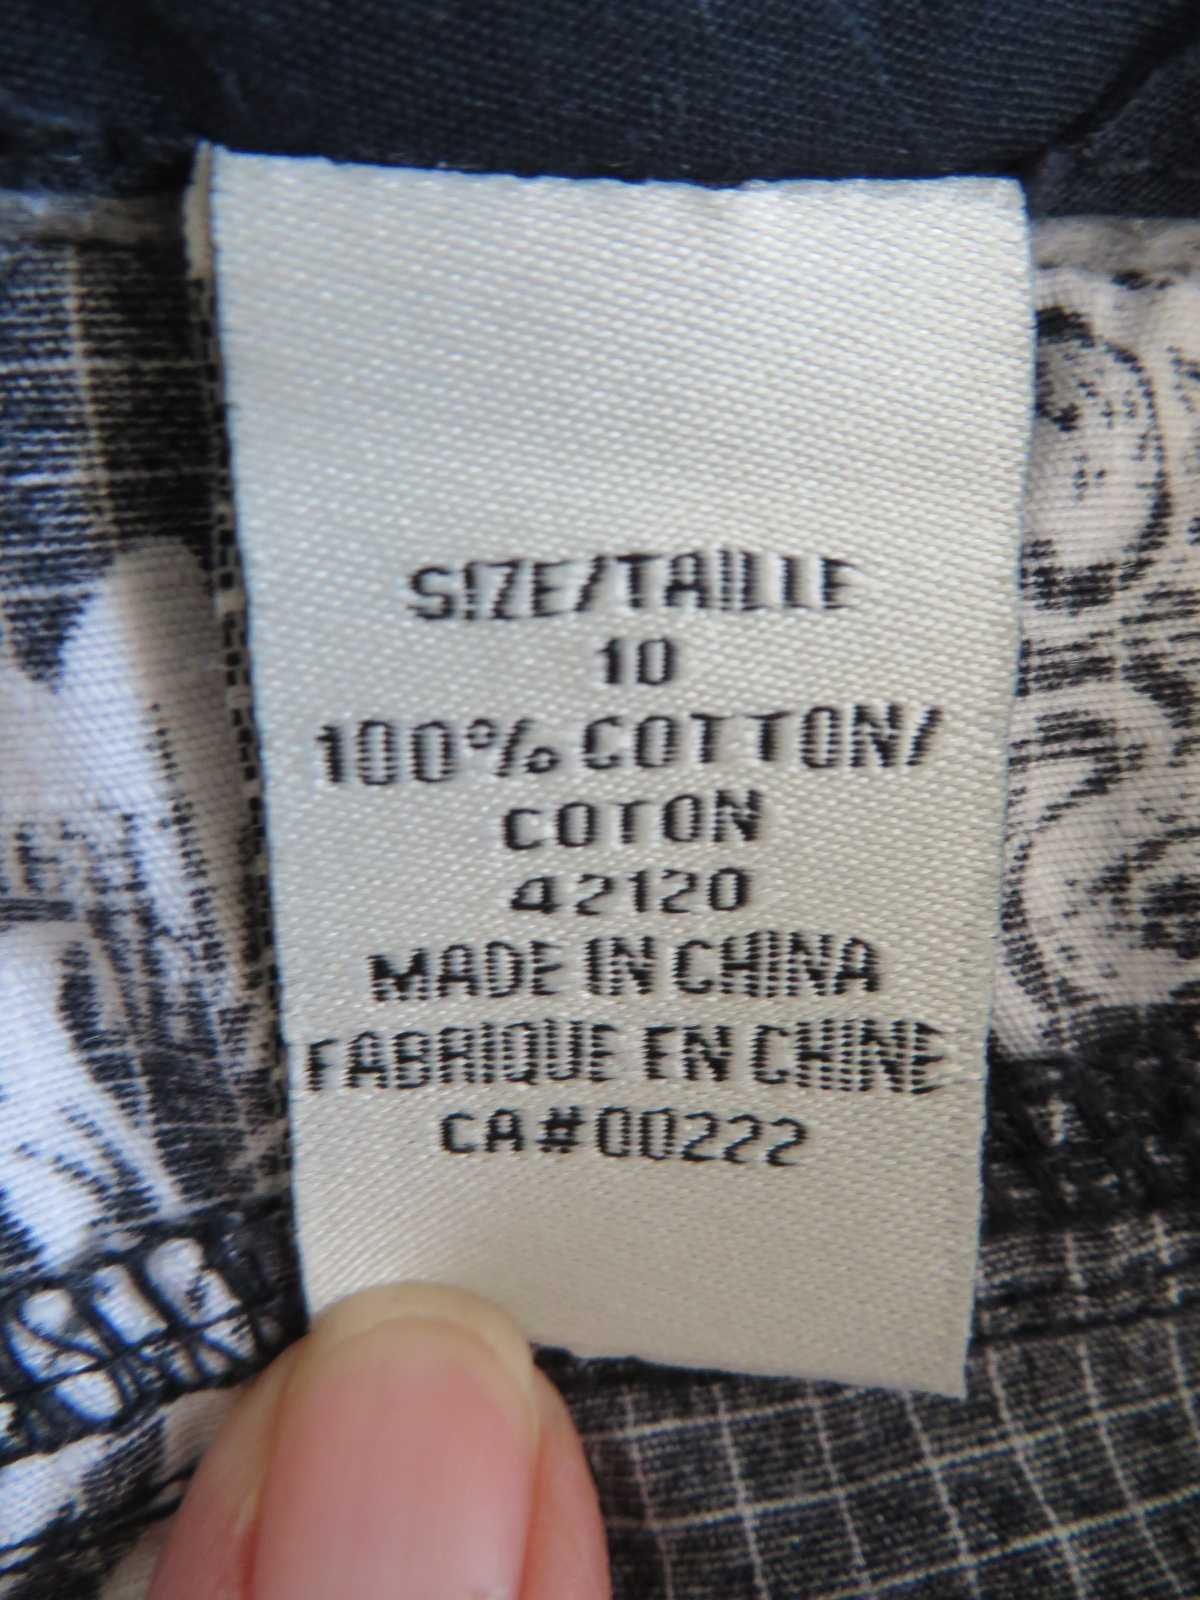 SIZE/TAILLE
10
100% COTTON/
COTON
42120
MADE IN CHINA
FABRIQUE EN CHINE
CA#00222